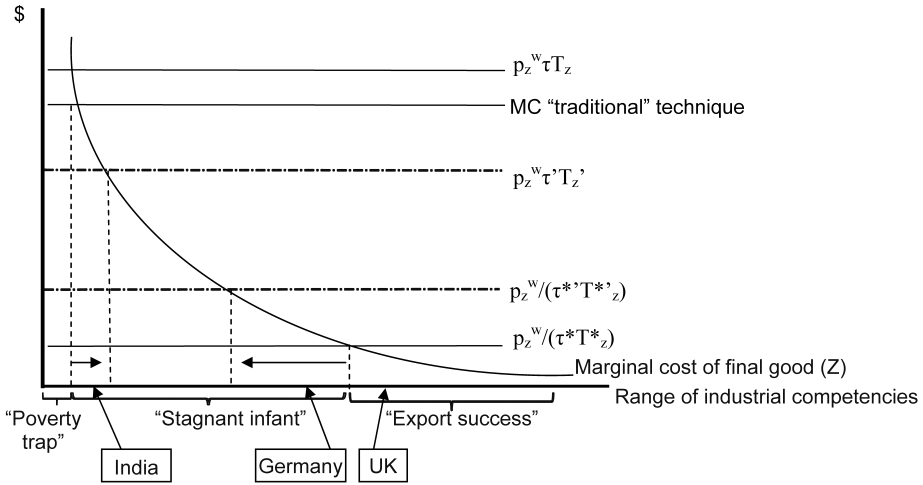 $
p_z^w τT_z
MC “traditional” technique
p_z^w τ’T_z’
p_z^w/(τ*’T*’_z)
p_z^w/(τ*T*_z)
Marginal cost of final good (Z)
Range of industrial competencies
“Poverty
trap”
“Stagnant infant”
“Export success”
India
Germany
UK